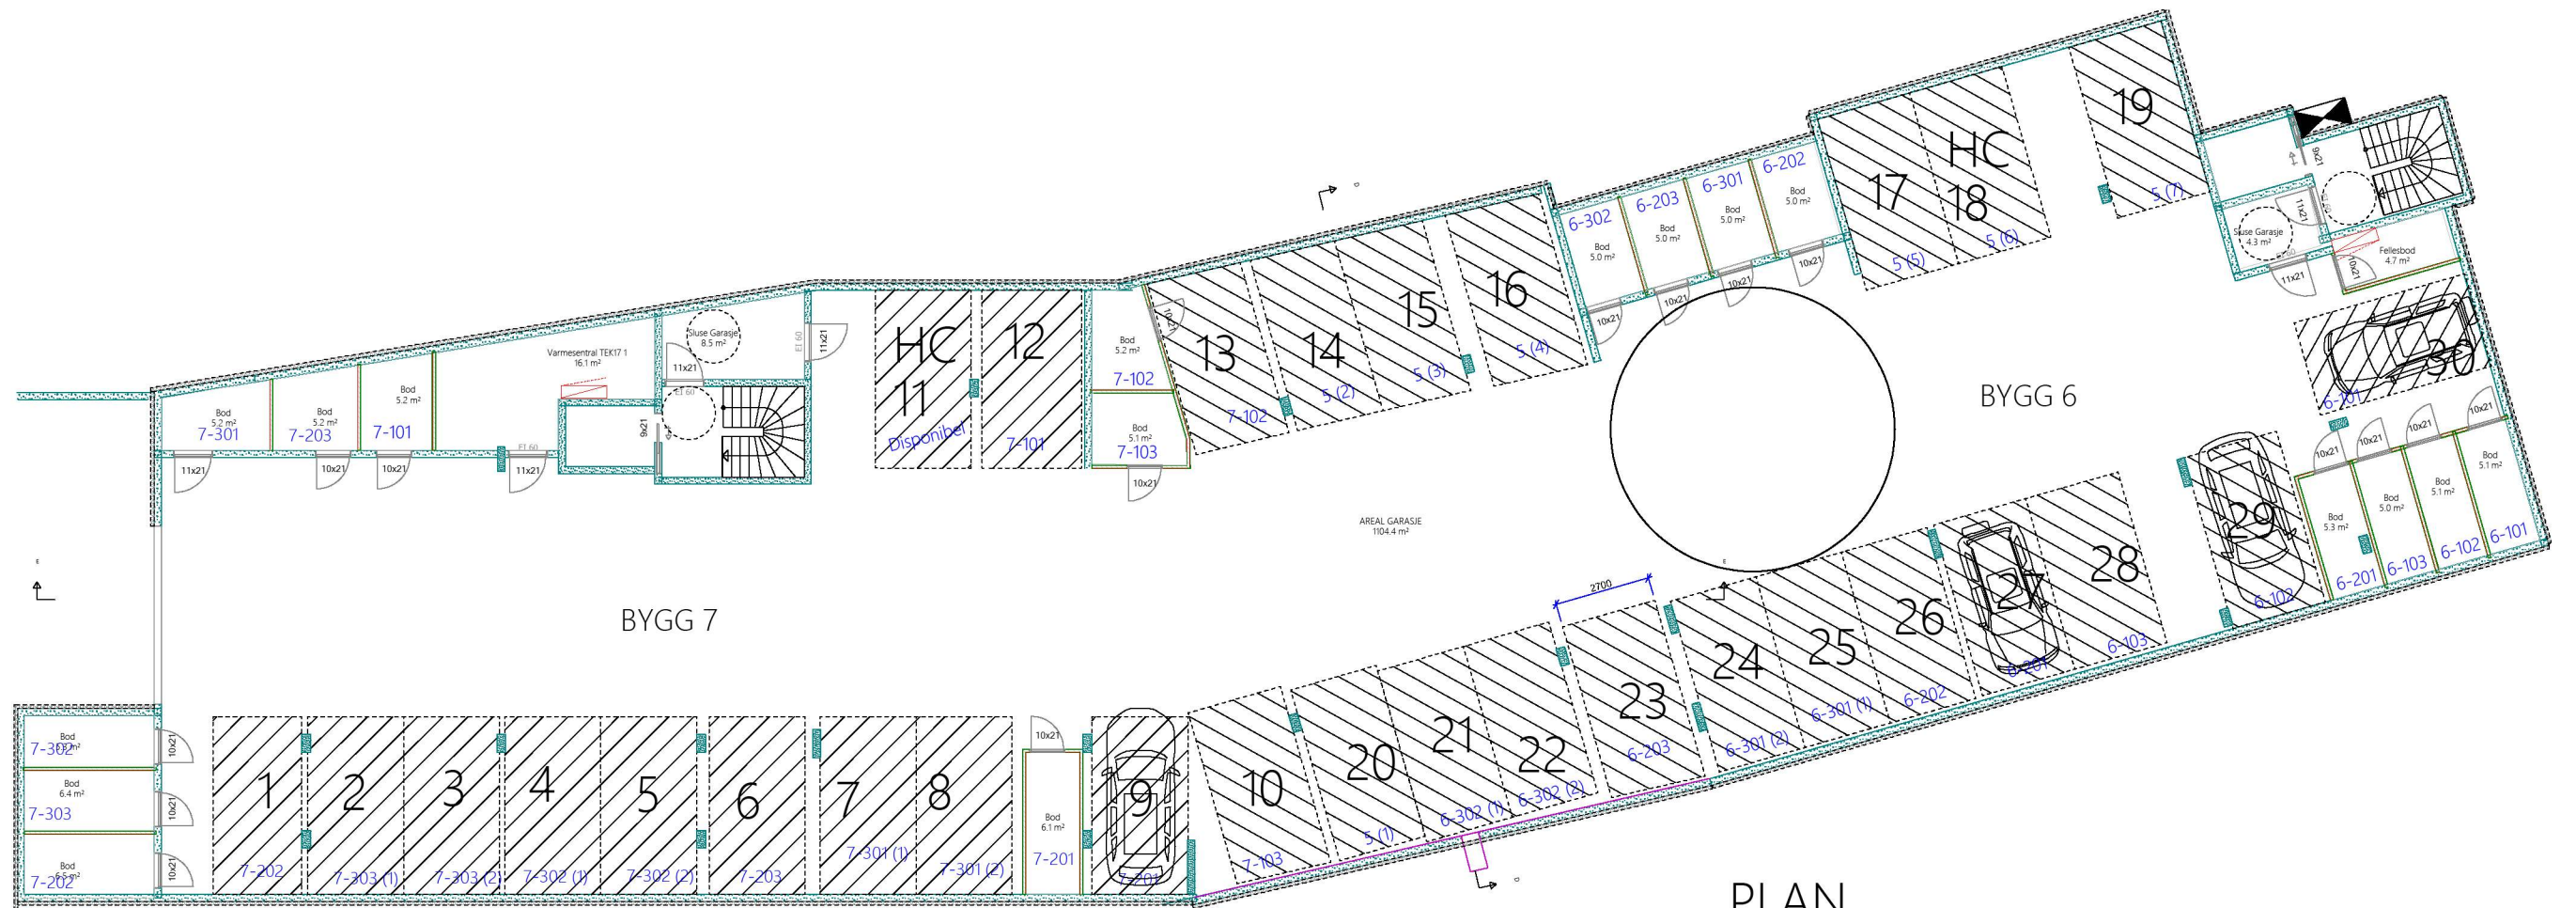 19
5 (7)
HC
17
18
5 (5)
5 (6)
9x21
11x21
EI 60
Sluse Garasje
4.3 m²
11x21
10x21
Fellesbod
4.7 m²
6-302
Bod
5.0 m²
10x21
6-203
Bod
5.0 m²
10x21
6-301
Bod
5.0 m²
10x21
6-202
Bod
5.0 m²
10x21
16
5 (4)
15
5 (3)
14
5 (2)
13
7-102
10x21
Bod
5.2 m²
7-102
Bod
5.1 m²
7-103
10x21
12
7-101
HC
11
Disponibel
EI 60
11x21
Sluse Garasje
8.5 m²
11x21
EI 60
9x21
Varmesentral TEK17 1
16.1 m²
Bod
5.2 m²
7-301
11x21
Bod
5.2 m²
7-203
10x21
Bod
5.2 m²
7-101
10x21
EI 60
11x21
BYGG 6
30
6-101
10x21
10x21
10x21
10x21
Bod
5.3 m²
6-201
Bod
5.0 m²
6-103
Bod
5.1 m²
6-102
Bod
5.1 m²
6-101
29
6-102
28
6-103
27
6-201
26
6-202
25
6-301 (1)
24
6-301 (2)
2700
23
6-203
22
6-302 (2)
21
6-302 (1)
20
5 (1)
10
7-103
AREAL GARASJE
1104.4 m²
E
E
D
D
BYGG 7
Bod
7-302
10x21
Bod
6.4 m²
7-303
10x21
Bod
6.5 m²
7-202
10x21
1
7-202
2
7-303 (1)
3
7-303 (2)
4
7-302 (1)
5
7-302 (2)
6
7-203
7
7-301 (1)
8
7-301 (2)
10x21
Bod
6.1 m²
7-201
9
7-201
PLAN